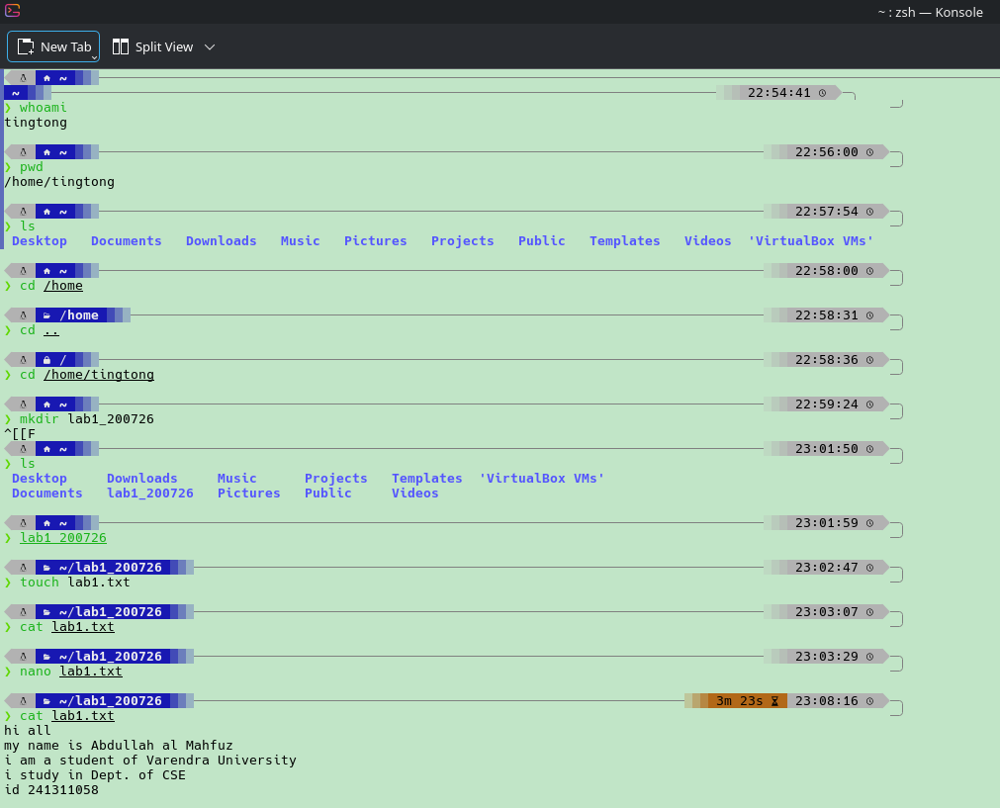 ~ : zsh — Konsole
New Tab Split View
~
~ 22:54:41
❯ whoami
tingtong
~ 22:56:00
❯ pwd
/home/tingtong
~ 22:57:54
❯ ls
Desktop Documents Downloads Music Pictures Projects Public Templates Videos 'VirtualBox VMs'
~ 22:58:00
❯ cd /home
/home 22:58:31
❯ cd ..
/ 22:58:36
❯ cd /home/tingtong
~ 22:59:24
❯ mkdir lab1_200726
^[[F
~ 23:01:50
❯ ls
Desktop Downloads Music Projects Templates 'VirtualBox VMs'
Documents lab1_200726 Pictures Public Videos
~ 23:01:59
❯ lab1_200726
~/lab1_200726 23:02:47
❯ touch lab1.txt
~/lab1_200726 23:03:07
❯ cat lab1.txt
~/lab1_200726 23:03:29
❯ nano lab1.txt
~/lab1_200726 3m 23s 23:08:16
❯ cat lab1.txt
hi all
my name is Abdullah al Mahfuz
i am a student of Varendra University
i study in Dept. of CSE
id 241311058